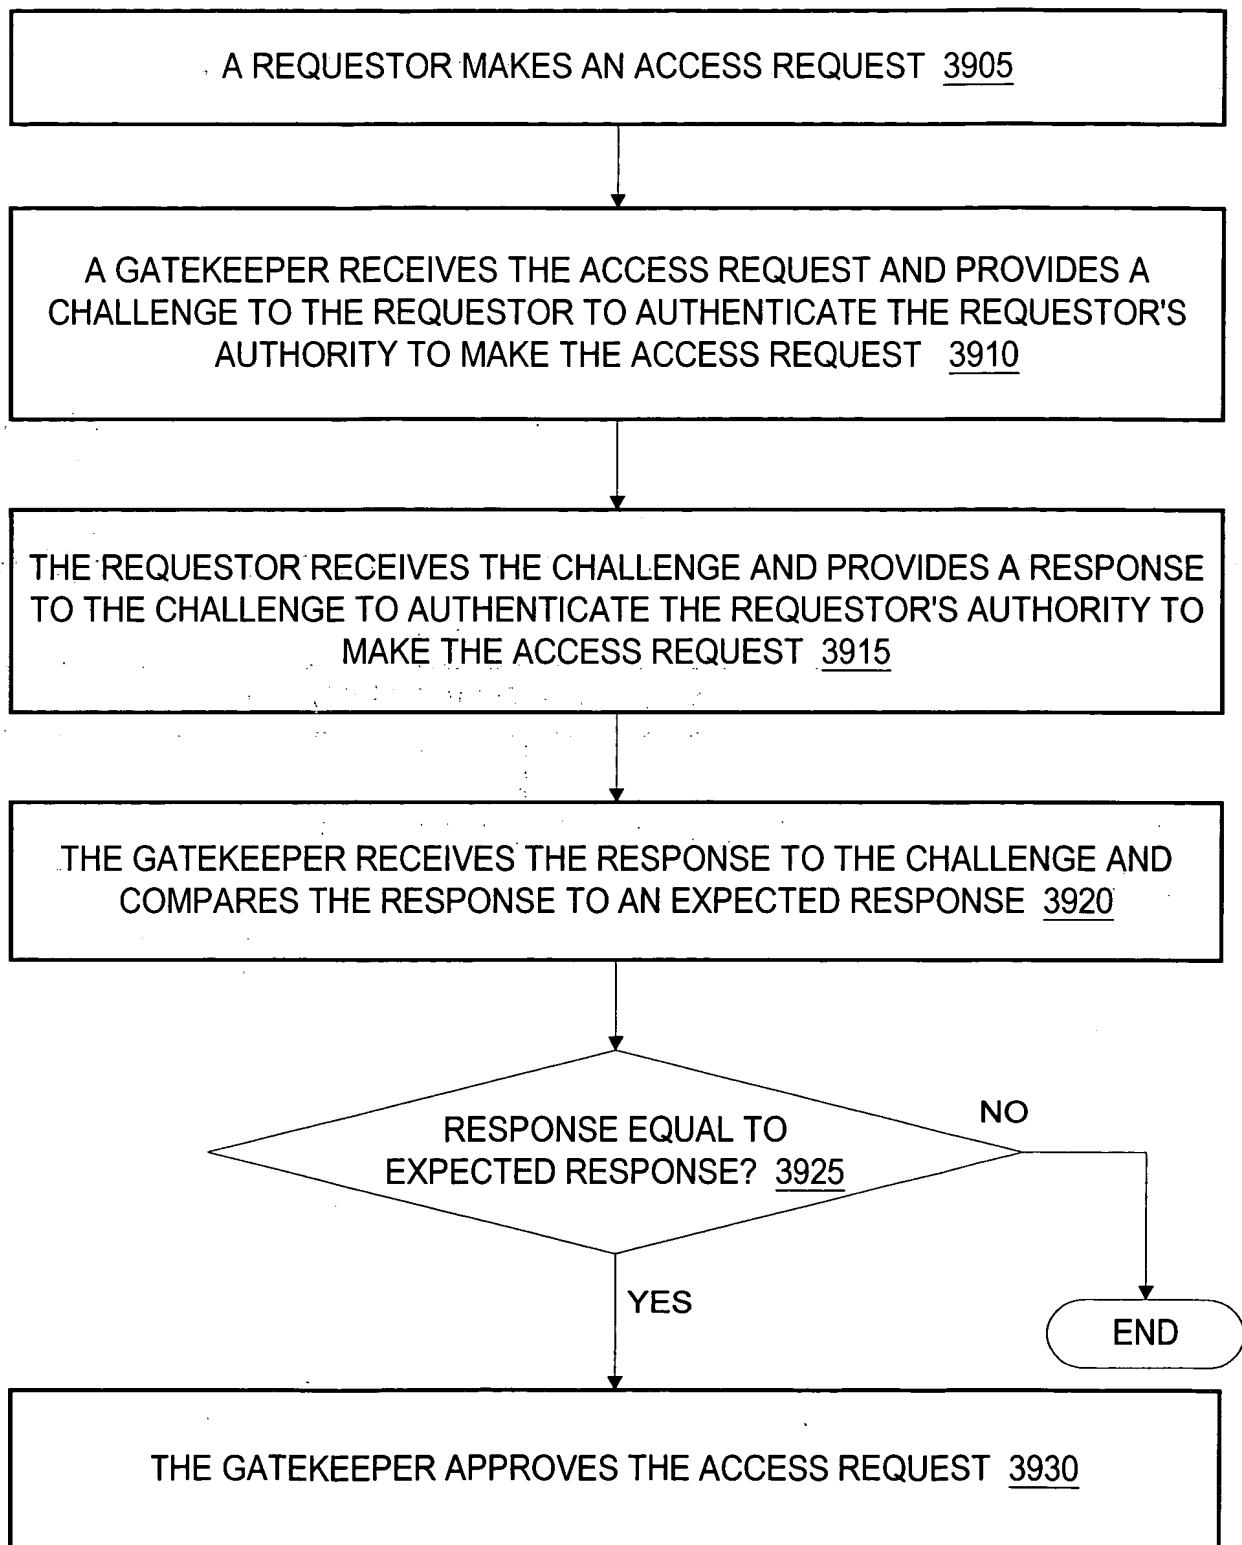 A REQUESTOR MAKES AN ACCESS REQUEST 3905
A GATEKEEPER RECEIVES THE ACCESS REQUEST AND PROVIDES A
CHALLENGE TO THE REQUESTOR TO AUTHENTICATE THE REQUESTOR'S
AUTHORITY TO MAKE THE ACCESS REQUEST 3910
THE REQUESTOR RECEIVES THE CHALLENGE AND PROVIDES A RESPONSE
TO THE CHALLENGE TO AUTHENTICATE THE REQUESTOR'S AUTHORITY TO
MAKE THE ACCESS REQUEST 3915
THE GATEKEEPER RECEIVES THE RESPONSE TO THE CHALLENGE AND
COMPARES THE RESPONSE TO AN EXPECTED RESPONSE 3920
RESPONSE EQUAL TO
EXPECTED RESPONSE? 3925
NO
YES
END
THE GATEKEEPER APPROVES THE ACCESS REQUEST 3930